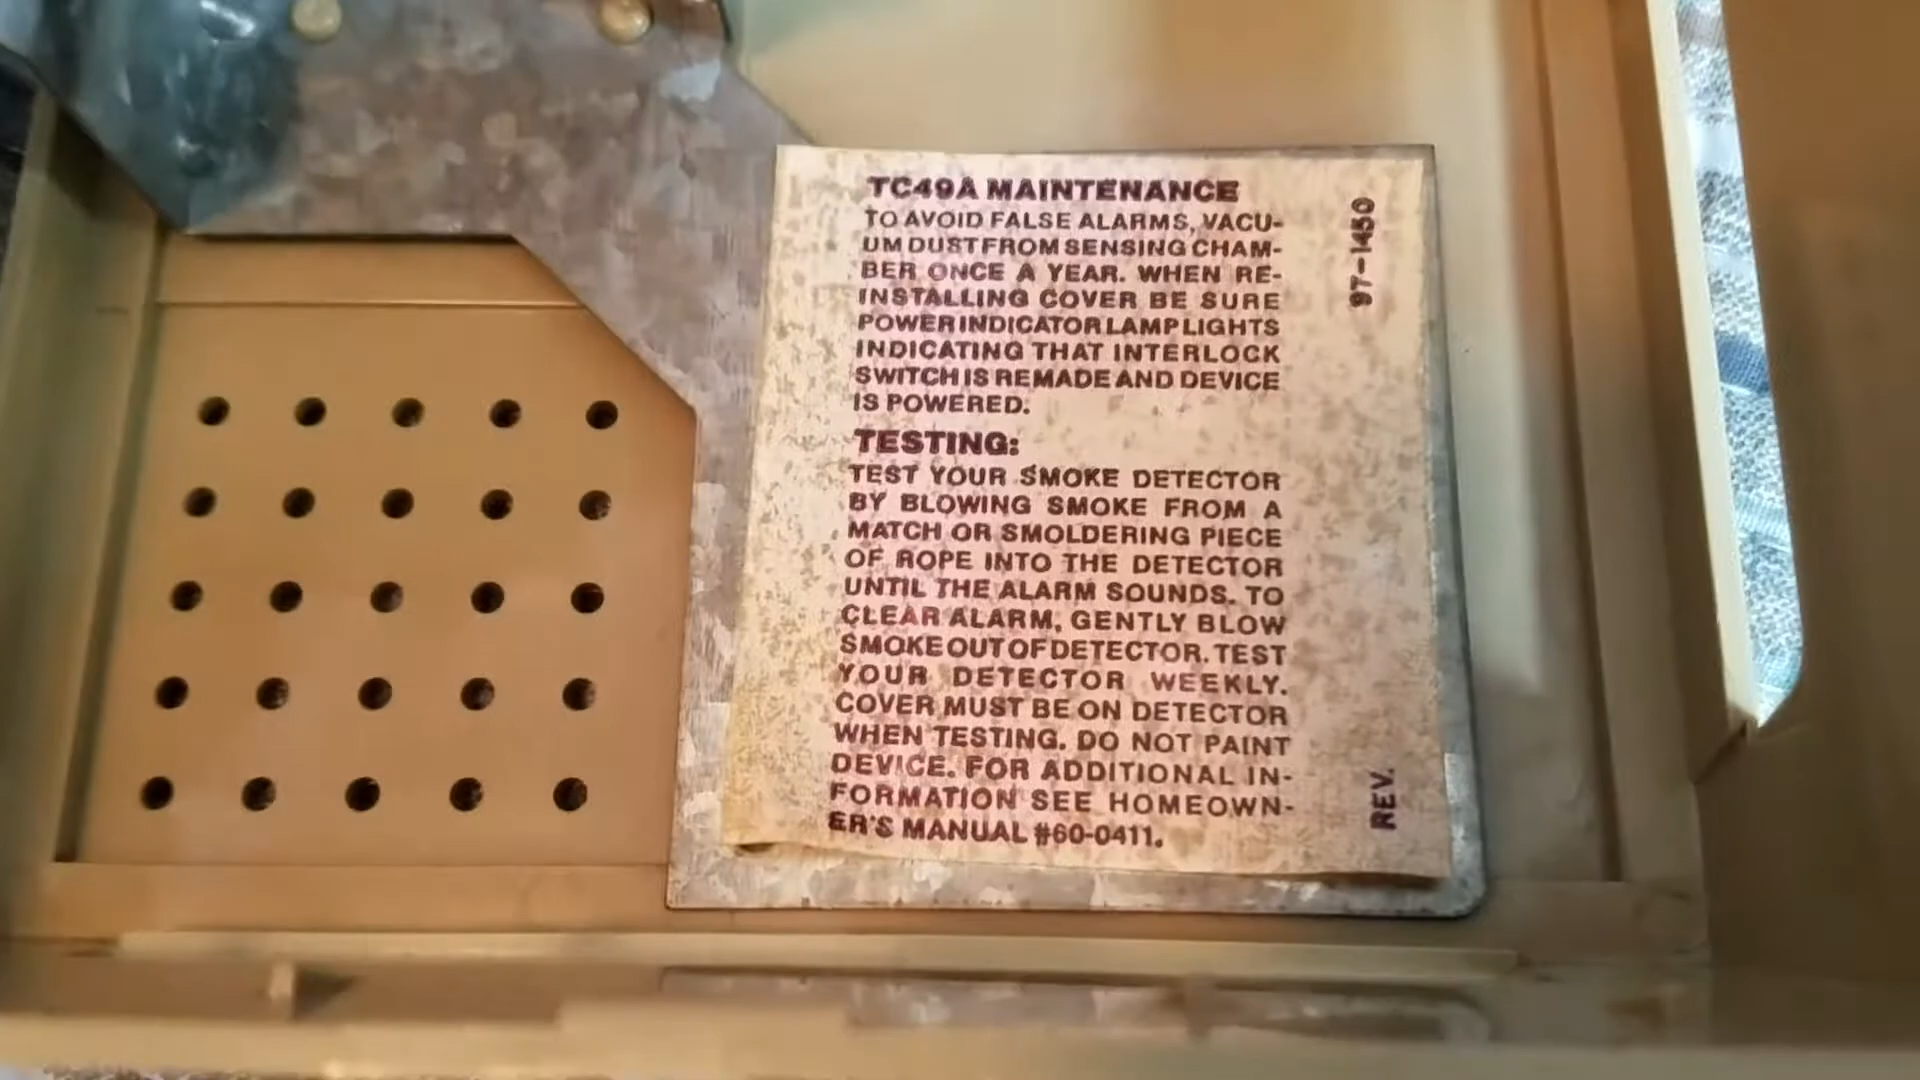 TC49A MAINTENANCE
TO AVOID FALSE ALARMS, VACU-
UM DUST FROM SENSING CHAM-
BER ONCE A YEAR. WHEN RE-
INSTALLING COVER BE SURE
POWER INDICATOR LAMP LIGHTS
INDICATING THAT INTERLOCK
SWITCH IS REMADE AND DEVICE
IS POWERED.
TESTING:
TEST YOUR SMOKE DETECTOR
BY BLOWING SMOKE FROM A
MATCH OR SMOLDERING PIECE
OF ROPE INTO THE DETECTOR
UNTIL THE ALARM SOUNDS. TO
CLEAR ALARM, GENTLY BLOW
SMOKE OUT OF DETECTOR. TEST
YOUR DETECTOR WEEKLY.
COVER MUST BE ON DETECTOR
WHEN TESTING. DO NOT PAINT
DEVICE. FOR ADDITIONAL IN-
FORMATION SEE HOMEOWN-
ER'S MANUAL #60-0411.
97-1450
REV.